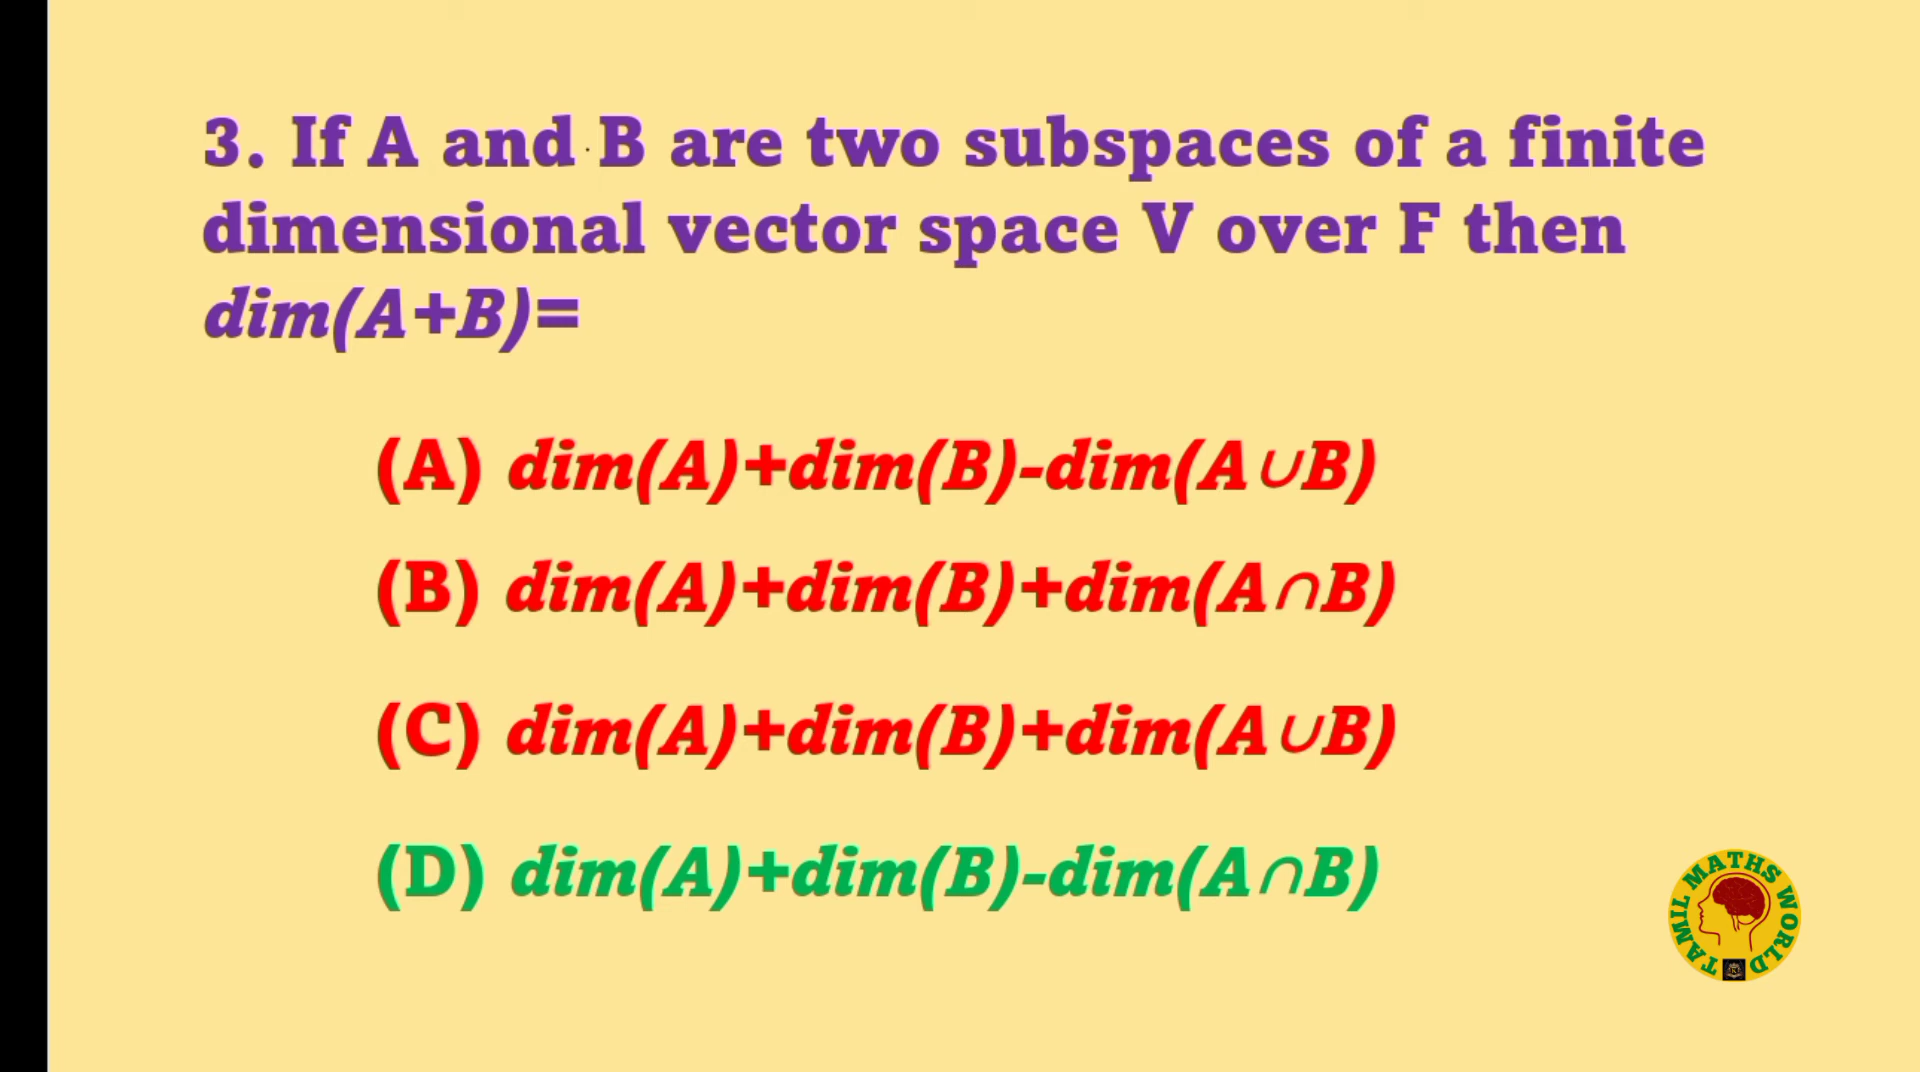 3. If A and B are two subspaces of a finite
dimensional vector space V over F then
dim(A+B)=
(A) dim(A)+dim(B)-dim(A∪B)
(B) dim(A)+dim(B)+dim(A∩B)
(C) dim(A)+dim(B)+dim(A∪B)
(D) dim(A)+dim(B)-dim(A∩B)
TAMIL MATHS WORLD